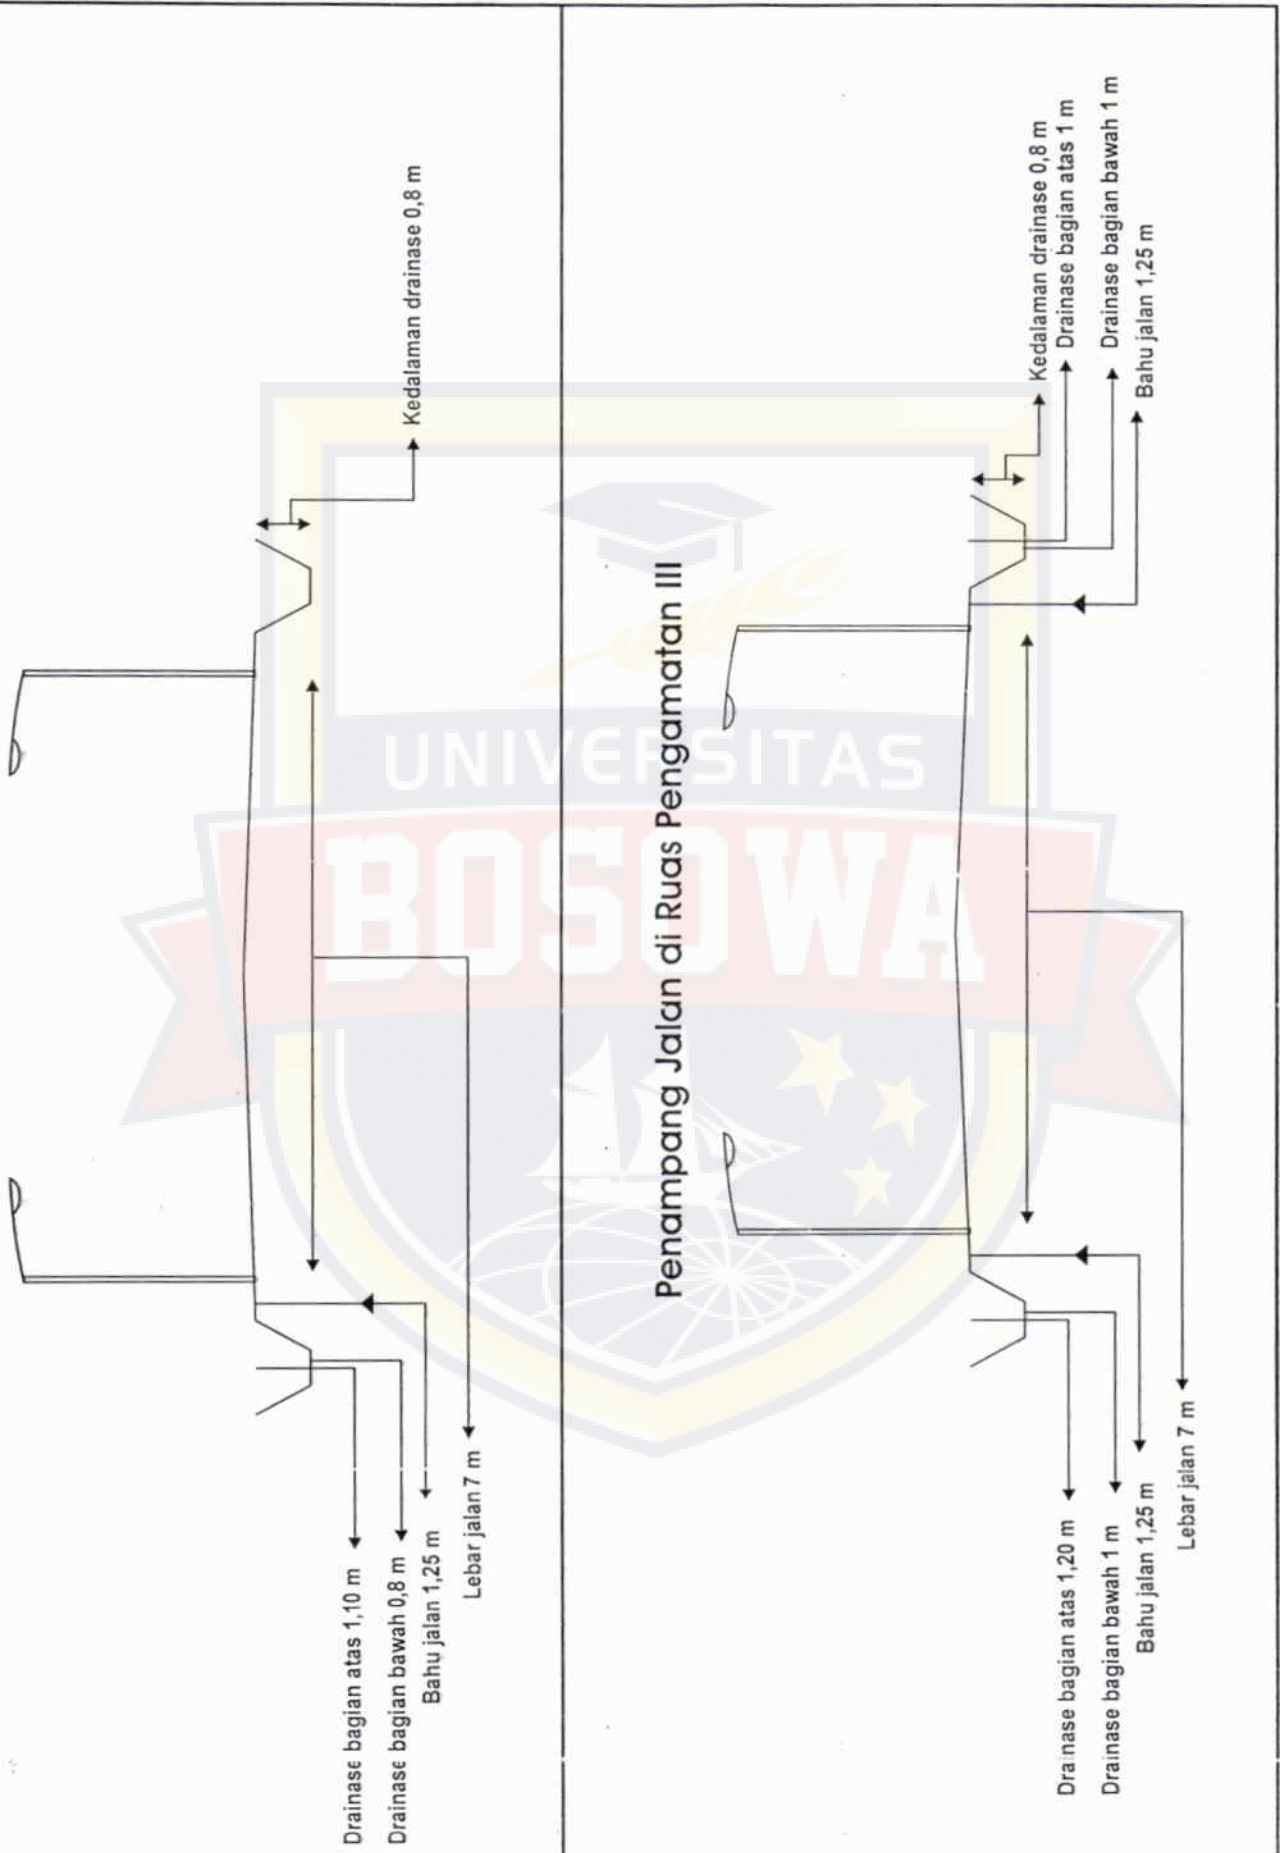 Kedalaman drainase 0,8 m
Drainase bagian atas 1,10 m
Drainase bagian bawah 0,8 m
Bahu jalan 1,25 m
Lebar jalan 7 m
Penampang Jalan di Ruas Pengamatan III
Kedalaman drainase 0,8 m
Drainase bagian atas 1 m
Drainase bagian bawah 1 m
Bahu jalan 1,25 m
Drainase bagian atas 1,20 m
Drainase bagian bawah 1 m
Bahu jalan 1,25 m
Lebar jalan 7 m
UNIVERSITAS
BOSOWA